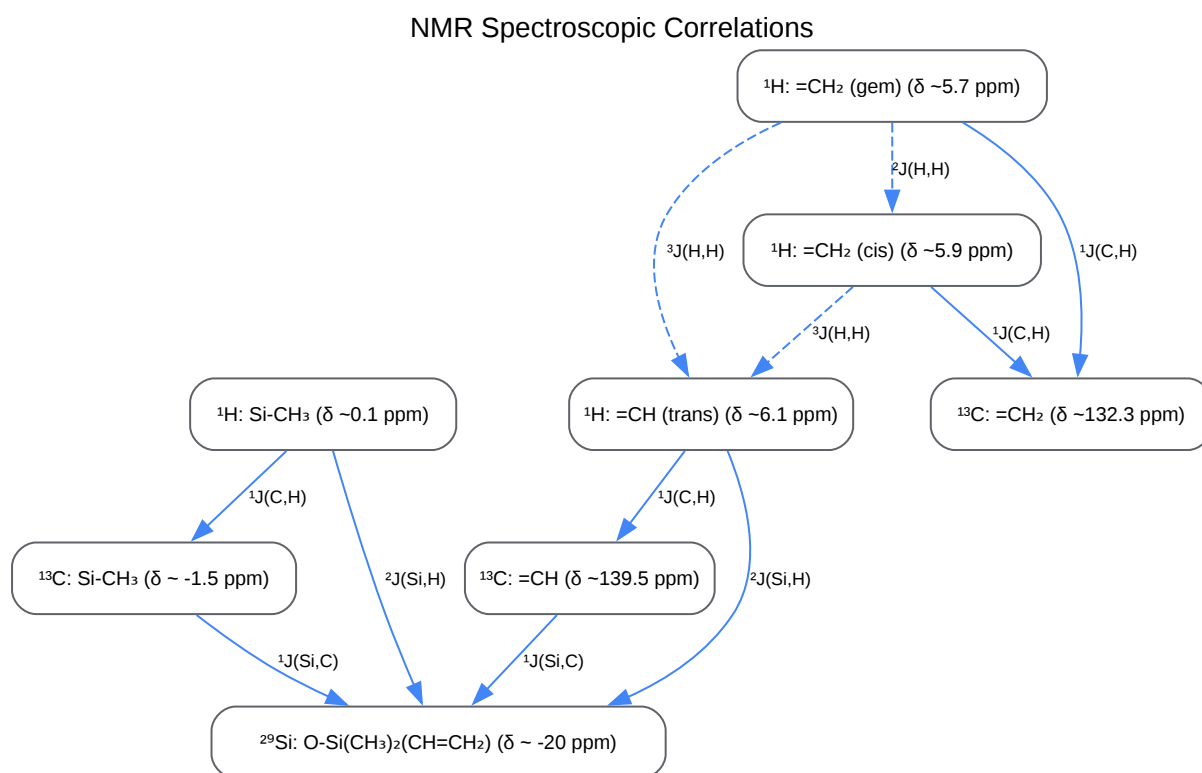 NMR Spectroscopic Correlations
¹H: =CH₂ (gem) (δ ~5.7 ppm)
²J(H,H)
³J(H,H)
¹H: =CH₂ (cis) (δ ~5.9 ppm)
¹J(C,H)
³J(H,H)
¹J(C,H)
¹H: Si-CH₃ (δ ~0.1 ppm)
¹H: =CH (trans) (δ ~6.1 ppm)
¹³C: =CH₂ (δ ~132.3 ppm)
¹J(C,H)
¹J(C,H)
¹³C: Si-CH₃ (δ ~ -1.5 ppm)
²J(Si,H)
¹³C: =CH (δ ~139.5 ppm)
²J(Si,H)
¹J(Si,C)
¹J(Si,C)
²⁹Si: O-Si(CH₃)₂(CH=CH₂) (δ ~ -20 ppm)